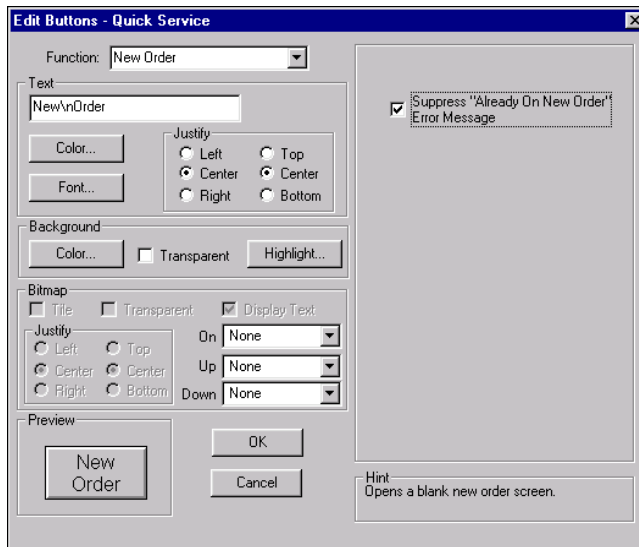 Edit Buttons - Quick Service
Function: New Order
Text
New\nOrder
Color...
Font...
Justify
Left Top
Center Center
Right Bottom
Background
Color... Transparent Highlight...
Bitmap
Tile Transparent Display Text
Justify
Left Top
Center Center
Right Bottom
On None
Up None
Down None
Preview
New
Order
OK
Cancel
Suppress "Already On New Order"
Error Message
Hint
Opens a blank new order screen.